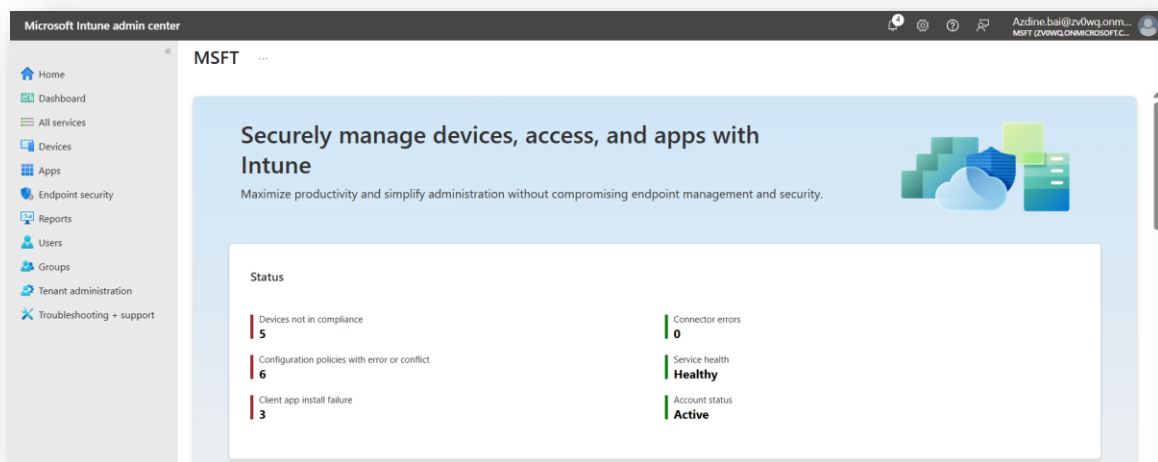 Microsoft Intune admin center
4
Azdine.bai@zv0wq.onm...
MSFT (ZV0WQ.ONMICROSOFT.C...
«
Home
Dashboard
All services
Devices
Apps
Endpoint security
Reports
Users
Groups
Tenant administration
Troubleshooting + support
MSFT ...
Securely manage devices, access, and apps with
Intune
Maximize productivity and simplify administration without compromising endpoint management and security.
Status
Devices not in compliance
5
Configuration policies with error or conflict
6
Client app install failure
3
Connector errors
0
Service health
Healthy
Account status
Active